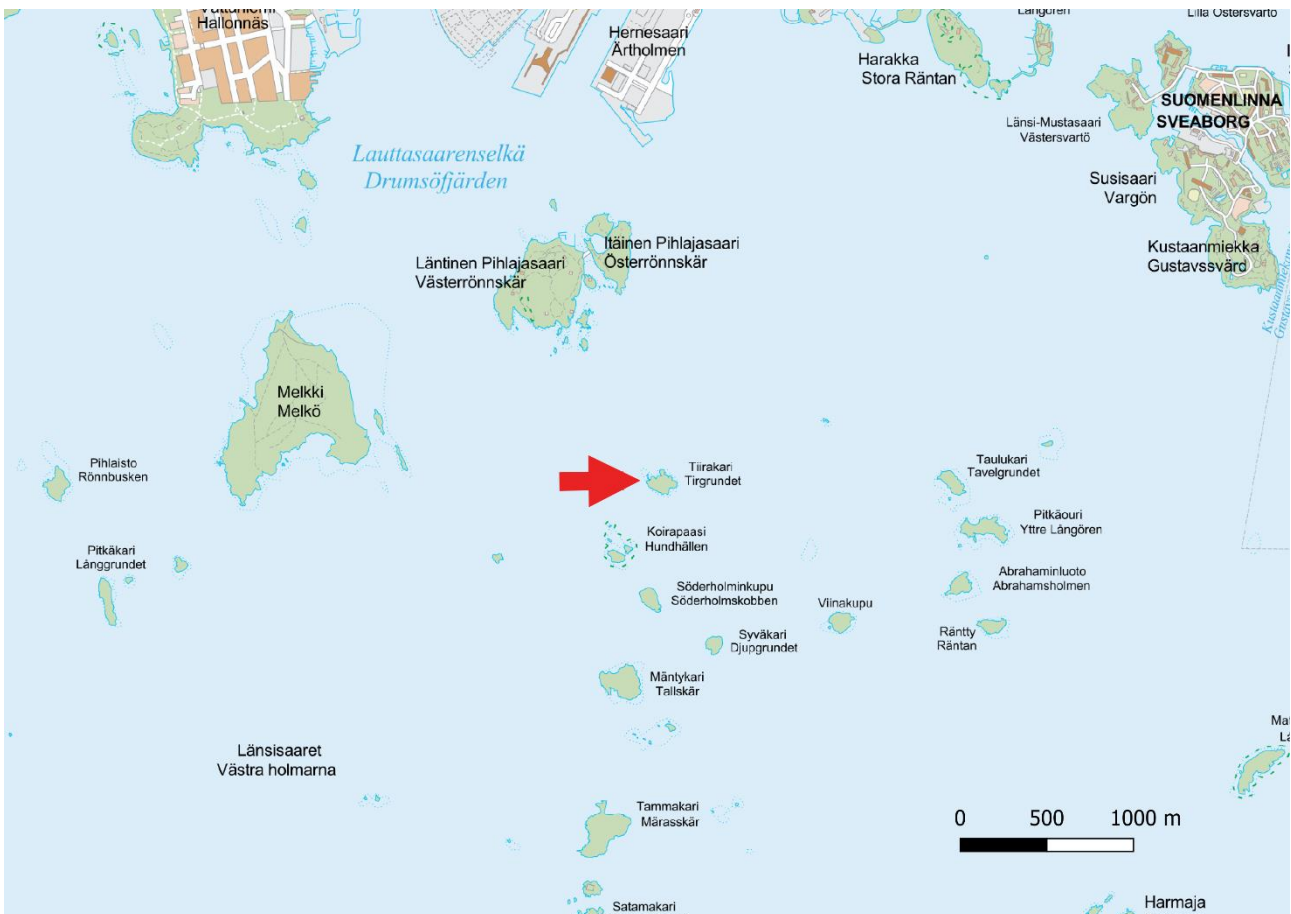 Hallonnäs
Hernesaari
Ärtholmen
Långören
Lilla Östersvartö
Harakka
Stora Räntan
Länsi-Mustasaari
Västersvartö
SUOMENLINNA
SVEABORG
Lauttasaarenselkä
Drumsöfjärden
Susisaari
Vargön
Läntinen Pihlajasaari
Västerrönnskär
Itäinen Pihlajasaari
Österrönnskär
Kustaanmiekka
Gustavssvärd
Melkki
Melkö
Pihlaisto
Rönnbusken
Tiirakari
Tirgrundet
Taulukari
Tavelgrundet
Koirapaasi
Hundhällen
Pitkäouri
Yttre Långören
Pitkäkari
Långgrundet
Söderholminkupu
Söderholmskobben
Viinakupu
Abrahaminluoto
Abrahamsholmen
Syväkari
Djupgrundet
Räntty
Räntan
Mäntykari
Tallskär
Länsisaaret
Västra holmarna
Tammakari
Märasskär
0 500 1000 m
Satamakari
Harmaja